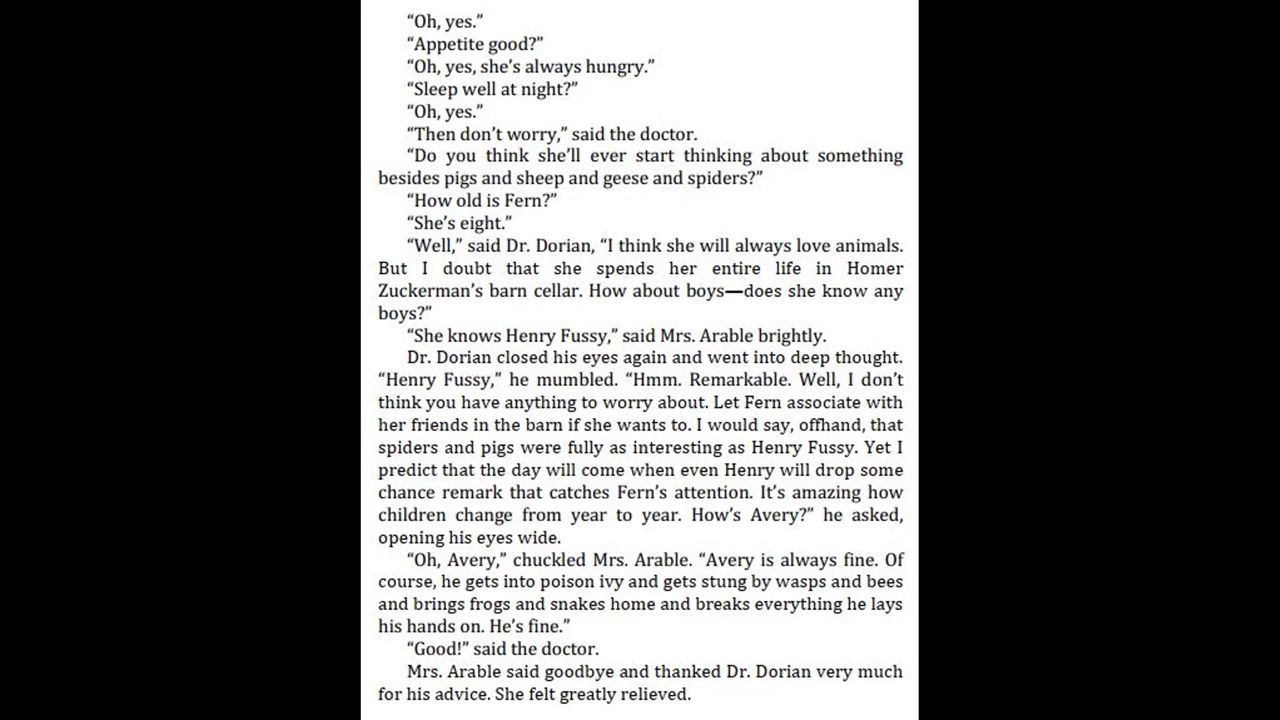 “Oh, yes.”
“Appetite good?”
“Oh, yes, she’s always hungry.”
“Sleep well at night?”
“Oh, yes.”
“Then don’t worry,” said the doctor.
“Do you think she’ll ever start thinking about something
besides pigs and sheep and geese and spiders?”
“How old is Fern?”
“She’s eight.”
“Well,” said Dr. Dorian, “I think she will always love animals.
But I doubt that she spends her entire life in Homer
Zuckerman’s barn cellar. How about boys—does she know any
boys?”
“She knows Henry Fussy,” said Mrs. Arable brightly.
Dr. Dorian closed his eyes again and went into deep thought.
“Henry Fussy,” he mumbled. “Hmm. Remarkable. Well, I don’t
think you have anything to worry about. Let Fern associate with
her friends in the barn if she wants to. I would say, offhand, that
spiders and pigs were fully as interesting as Henry Fussy. Yet I
predict that the day will come when even Henry will drop some
chance remark that catches Fern’s attention. It’s amazing how
children change from year to year. How’s Avery?” he asked,
opening his eyes wide.
“Oh, Avery,” chuckled Mrs. Arable. “Avery is always fine. Of
course, he gets into poison ivy and gets stung by wasps and bees
and brings frogs and snakes home and breaks everything he lays
his hands on. He’s fine.”
“Good!” said the doctor.
Mrs. Arable said goodbye and thanked Dr. Dorian very much
for his advice. She felt greatly relieved.